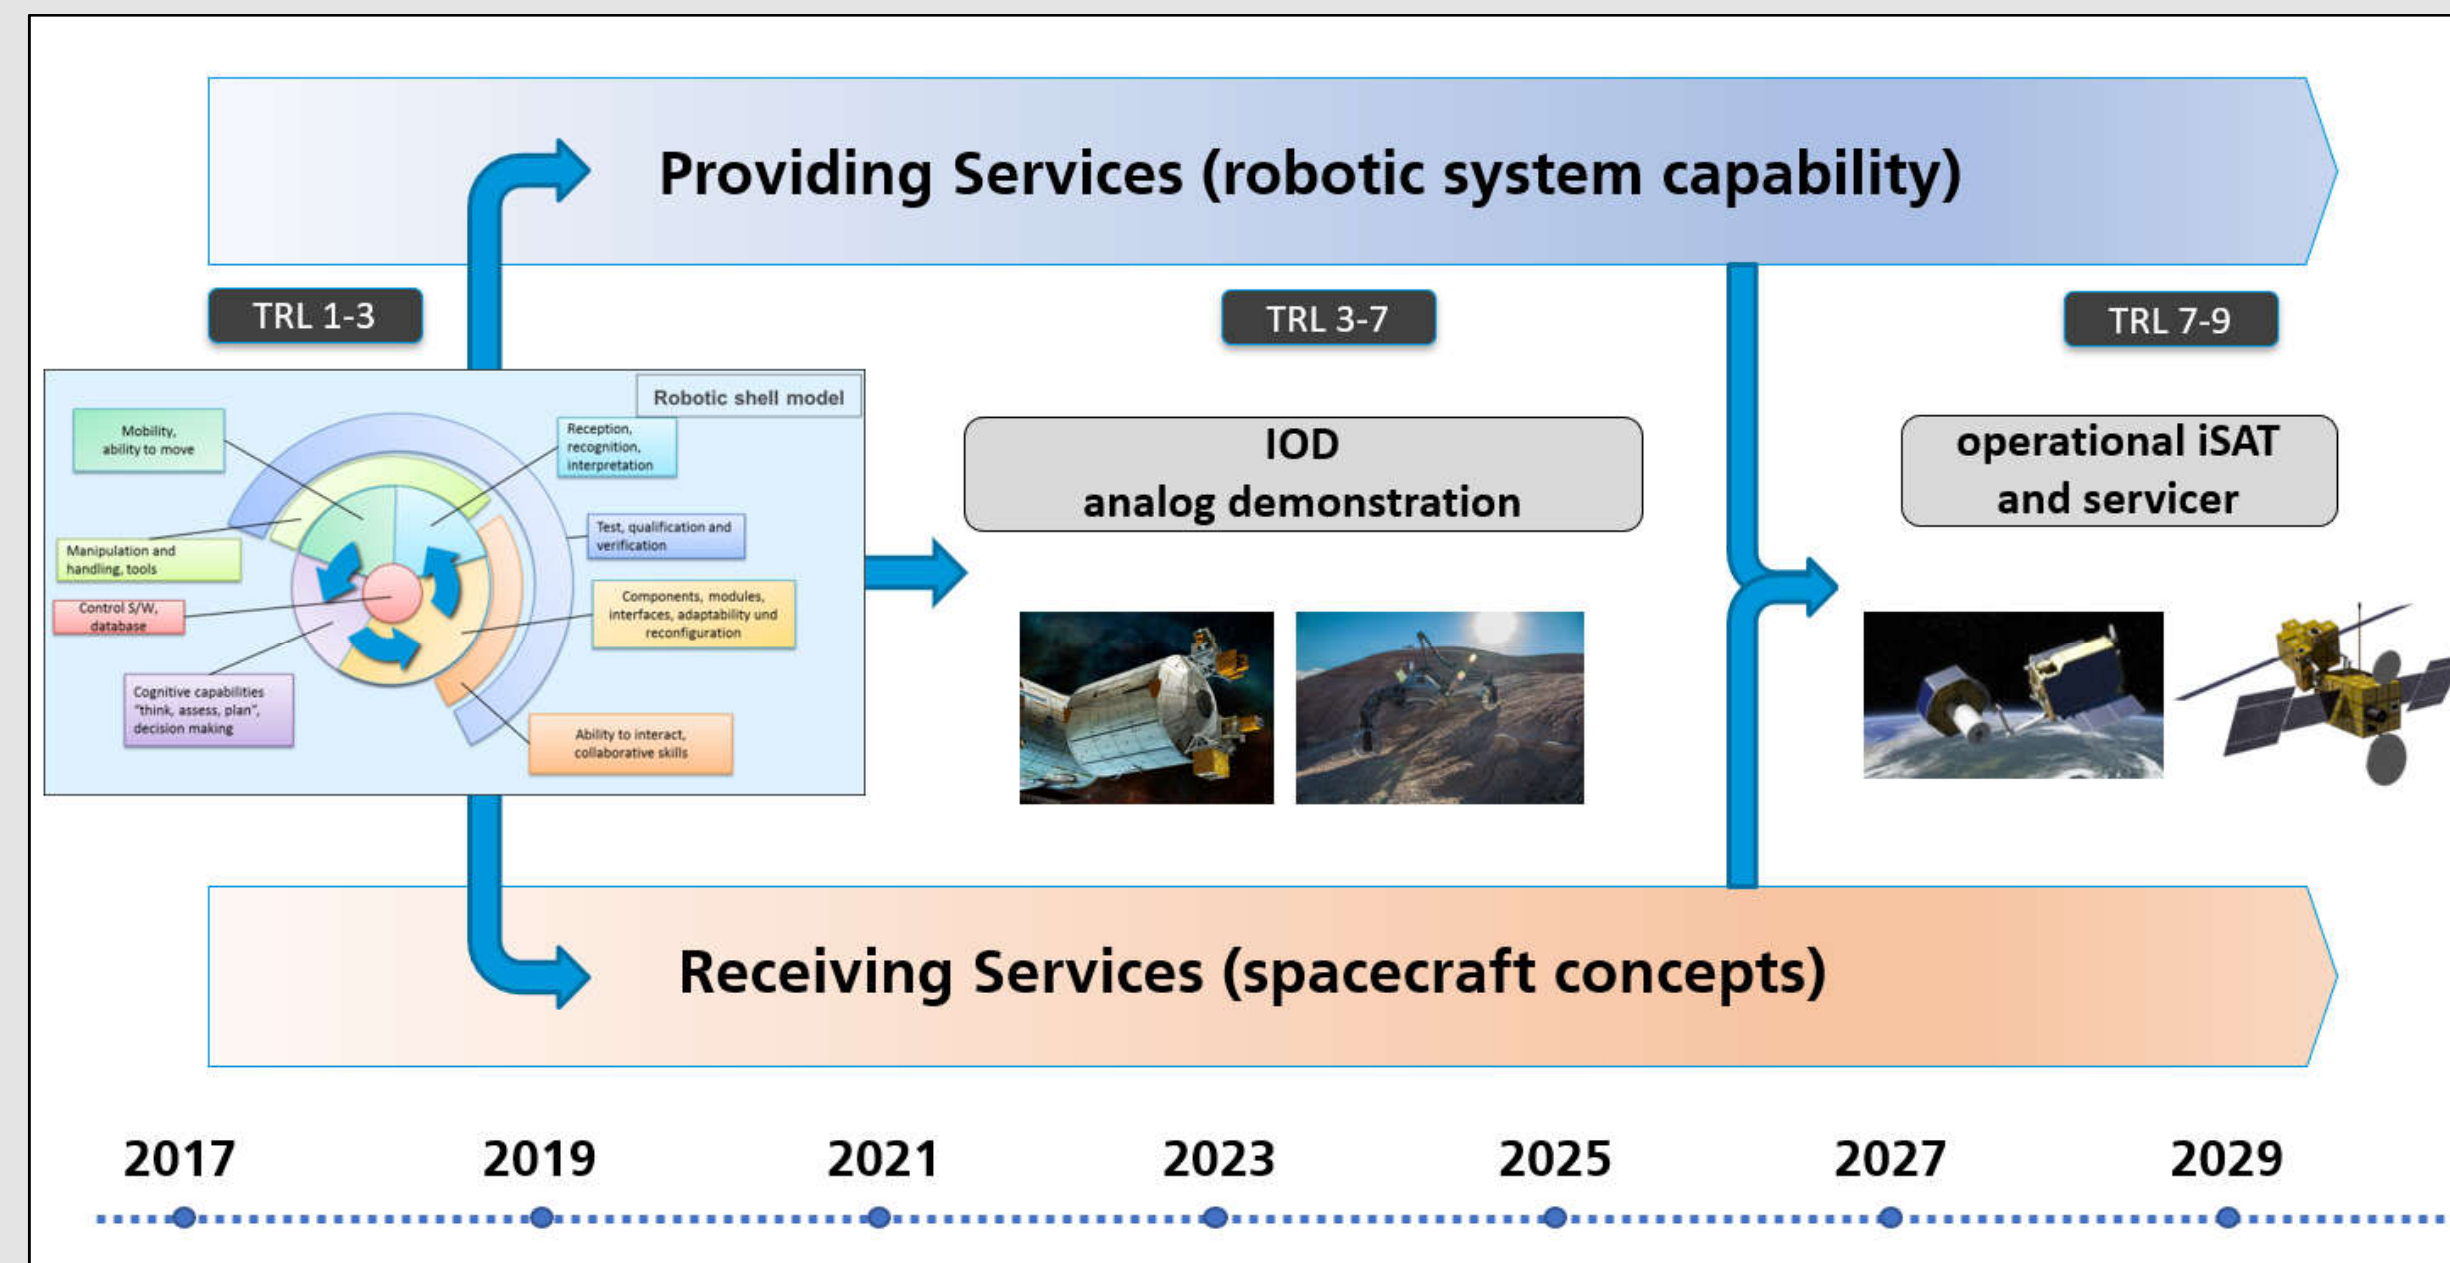 Providing Services (robotic system capability)
TRL 1-3
TRL 3-7
TRL 7-9
Robotic shell model
Mobility,
ability to move
Reception,
recognition,
interpretation
Manipulation and
handling, tools
Test, qualification and
verification
Control S/W,
database
Components, modules,
interfaces, adaptability und
reconfiguration
Cognitive capabilities
"think, assess, plan",
decision making
Ability to interact,
collaborative skills
IOD
analog demonstration
operational iSAT
and servicer
Receiving Services (spacecraft concepts)
2017 2019 2021 2023 2025 2027 2029